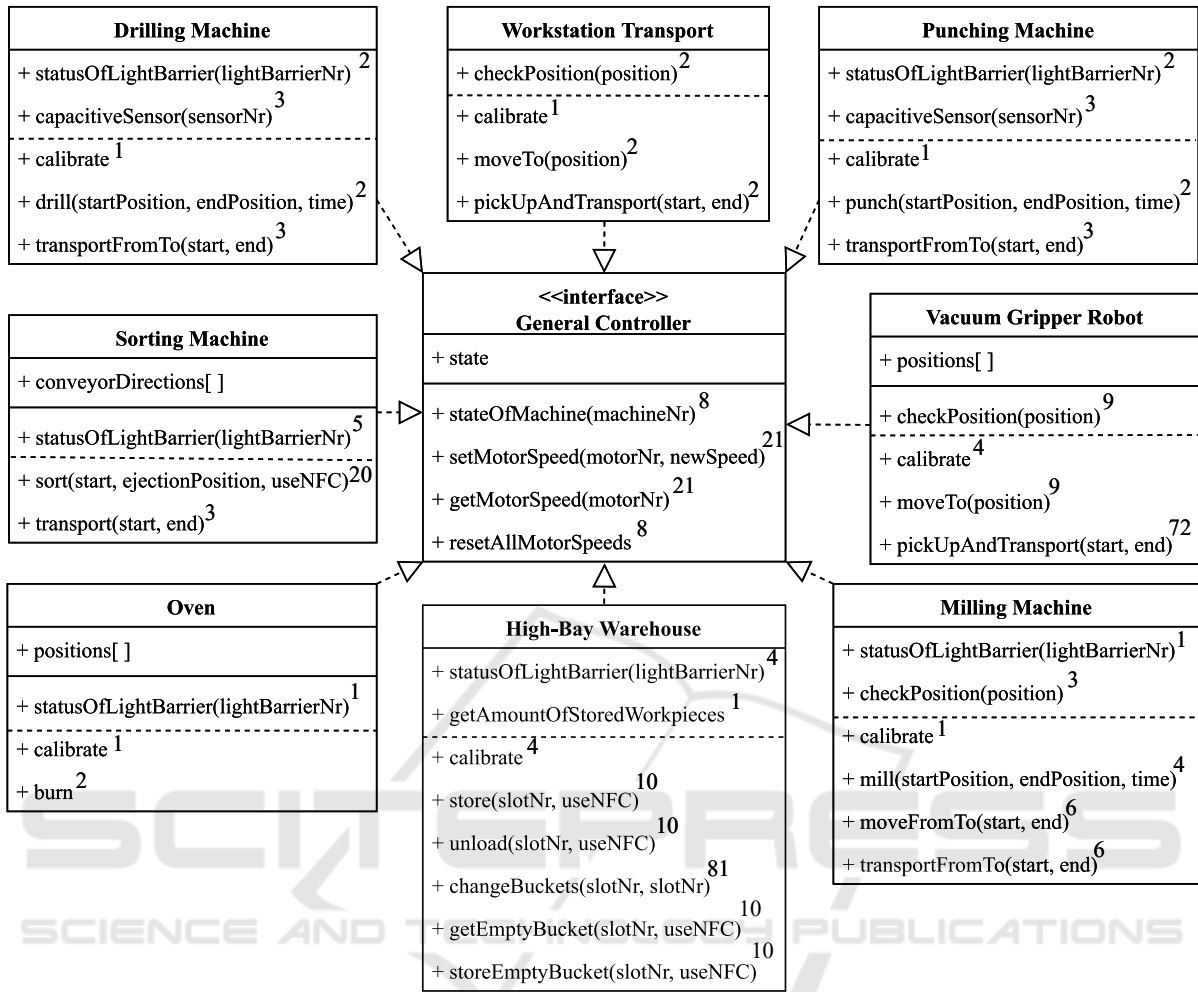 Drilling Machine
+ statusOfLightBarrier(lightBarrierNr) 2
+ capacitiveSensor(sensorNr) 3
+ calibrate 1
+ drill(startPosition, endPosition, time) 2
+ transportFromTo(start, end) 3
Workstation Transport
+ checkPosition(position) 2
+ calibrate 1
+ moveTo(position) 2
+ pickUpAndTransport(start, end) 2
Punching Machine
+ statusOfLightBarrier(lightBarrierNr) 2
+ capacitiveSensor(sensorNr) 3
+ calibrate 1
+ punch(startPosition, endPosition, time) 2
+ transportFromTo(start, end) 3
Sorting Machine
+ conveyorDirections[ ]
+ statusOfLightBarrier(lightBarrierNr) 5
+ sort(start, ejectionPosition, useNFC) 20
+ transport(start, end) 3
<<interface>>
General Controller
+ state
+ stateOfMachine(machineNr) 8
+ setMotorSpeed(motorNr, newSpeed) 21
+ getMotorSpeed(motorNr) 21
+ resetAllMotorSpeeds 8
Vacuum Gripper Robot
+ positions[ ]
+ checkPosition(position) 9
+ calibrate 4
+ moveTo(position) 9
+ pickUpAndTransport(start, end) 72
Oven
+ positions[ ]
+ statusOfLightBarrier(lightBarrierNr) 1
+ calibrate 1
+ burn 2
High-Bay Warehouse
+ statusOfLightBarrier(lightBarrierNr) 4
+ getAmountOfStoredWorkpieces 1
+ calibrate 4
+ store(slotNr, useNFC) 10
+ unload(slotNr, useNFC) 10
+ changeBuckets(slotNr, slotNr) 81
+ getEmptyBucket(slotNr, useNFC) 10
+ storeEmptyBucket(slotNr, useNFC) 10
Milling Machine
+ statusOfLightBarrier(lightBarrierNr) 1
+ checkPosition(position) 3
+ calibrate 1
+ mill(startPosition, endPosition, time) 4
+ moveFromTo(start, end) 6
+ transportFromTo(start, end) 6
SCITEPRESS
SCIENCE AND TECHNOLOGY PUBLICATIONS